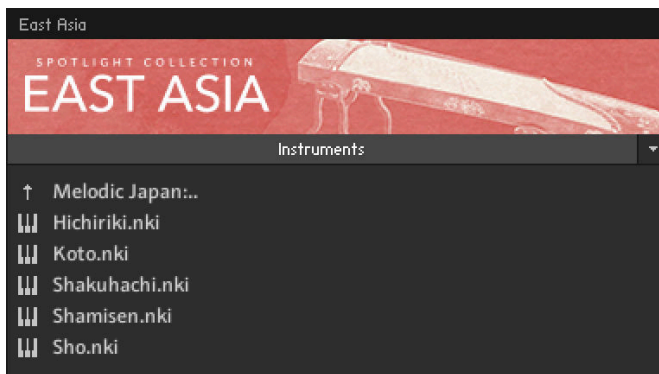 East Asia
SPOTLIGHT COLLECTION
EAST ASIA
Instruments
Melodic Japan:..
Hichiriki.nki
Koto.nki
Shakuhachi.nki
Shamisen.nki
Sho.nki